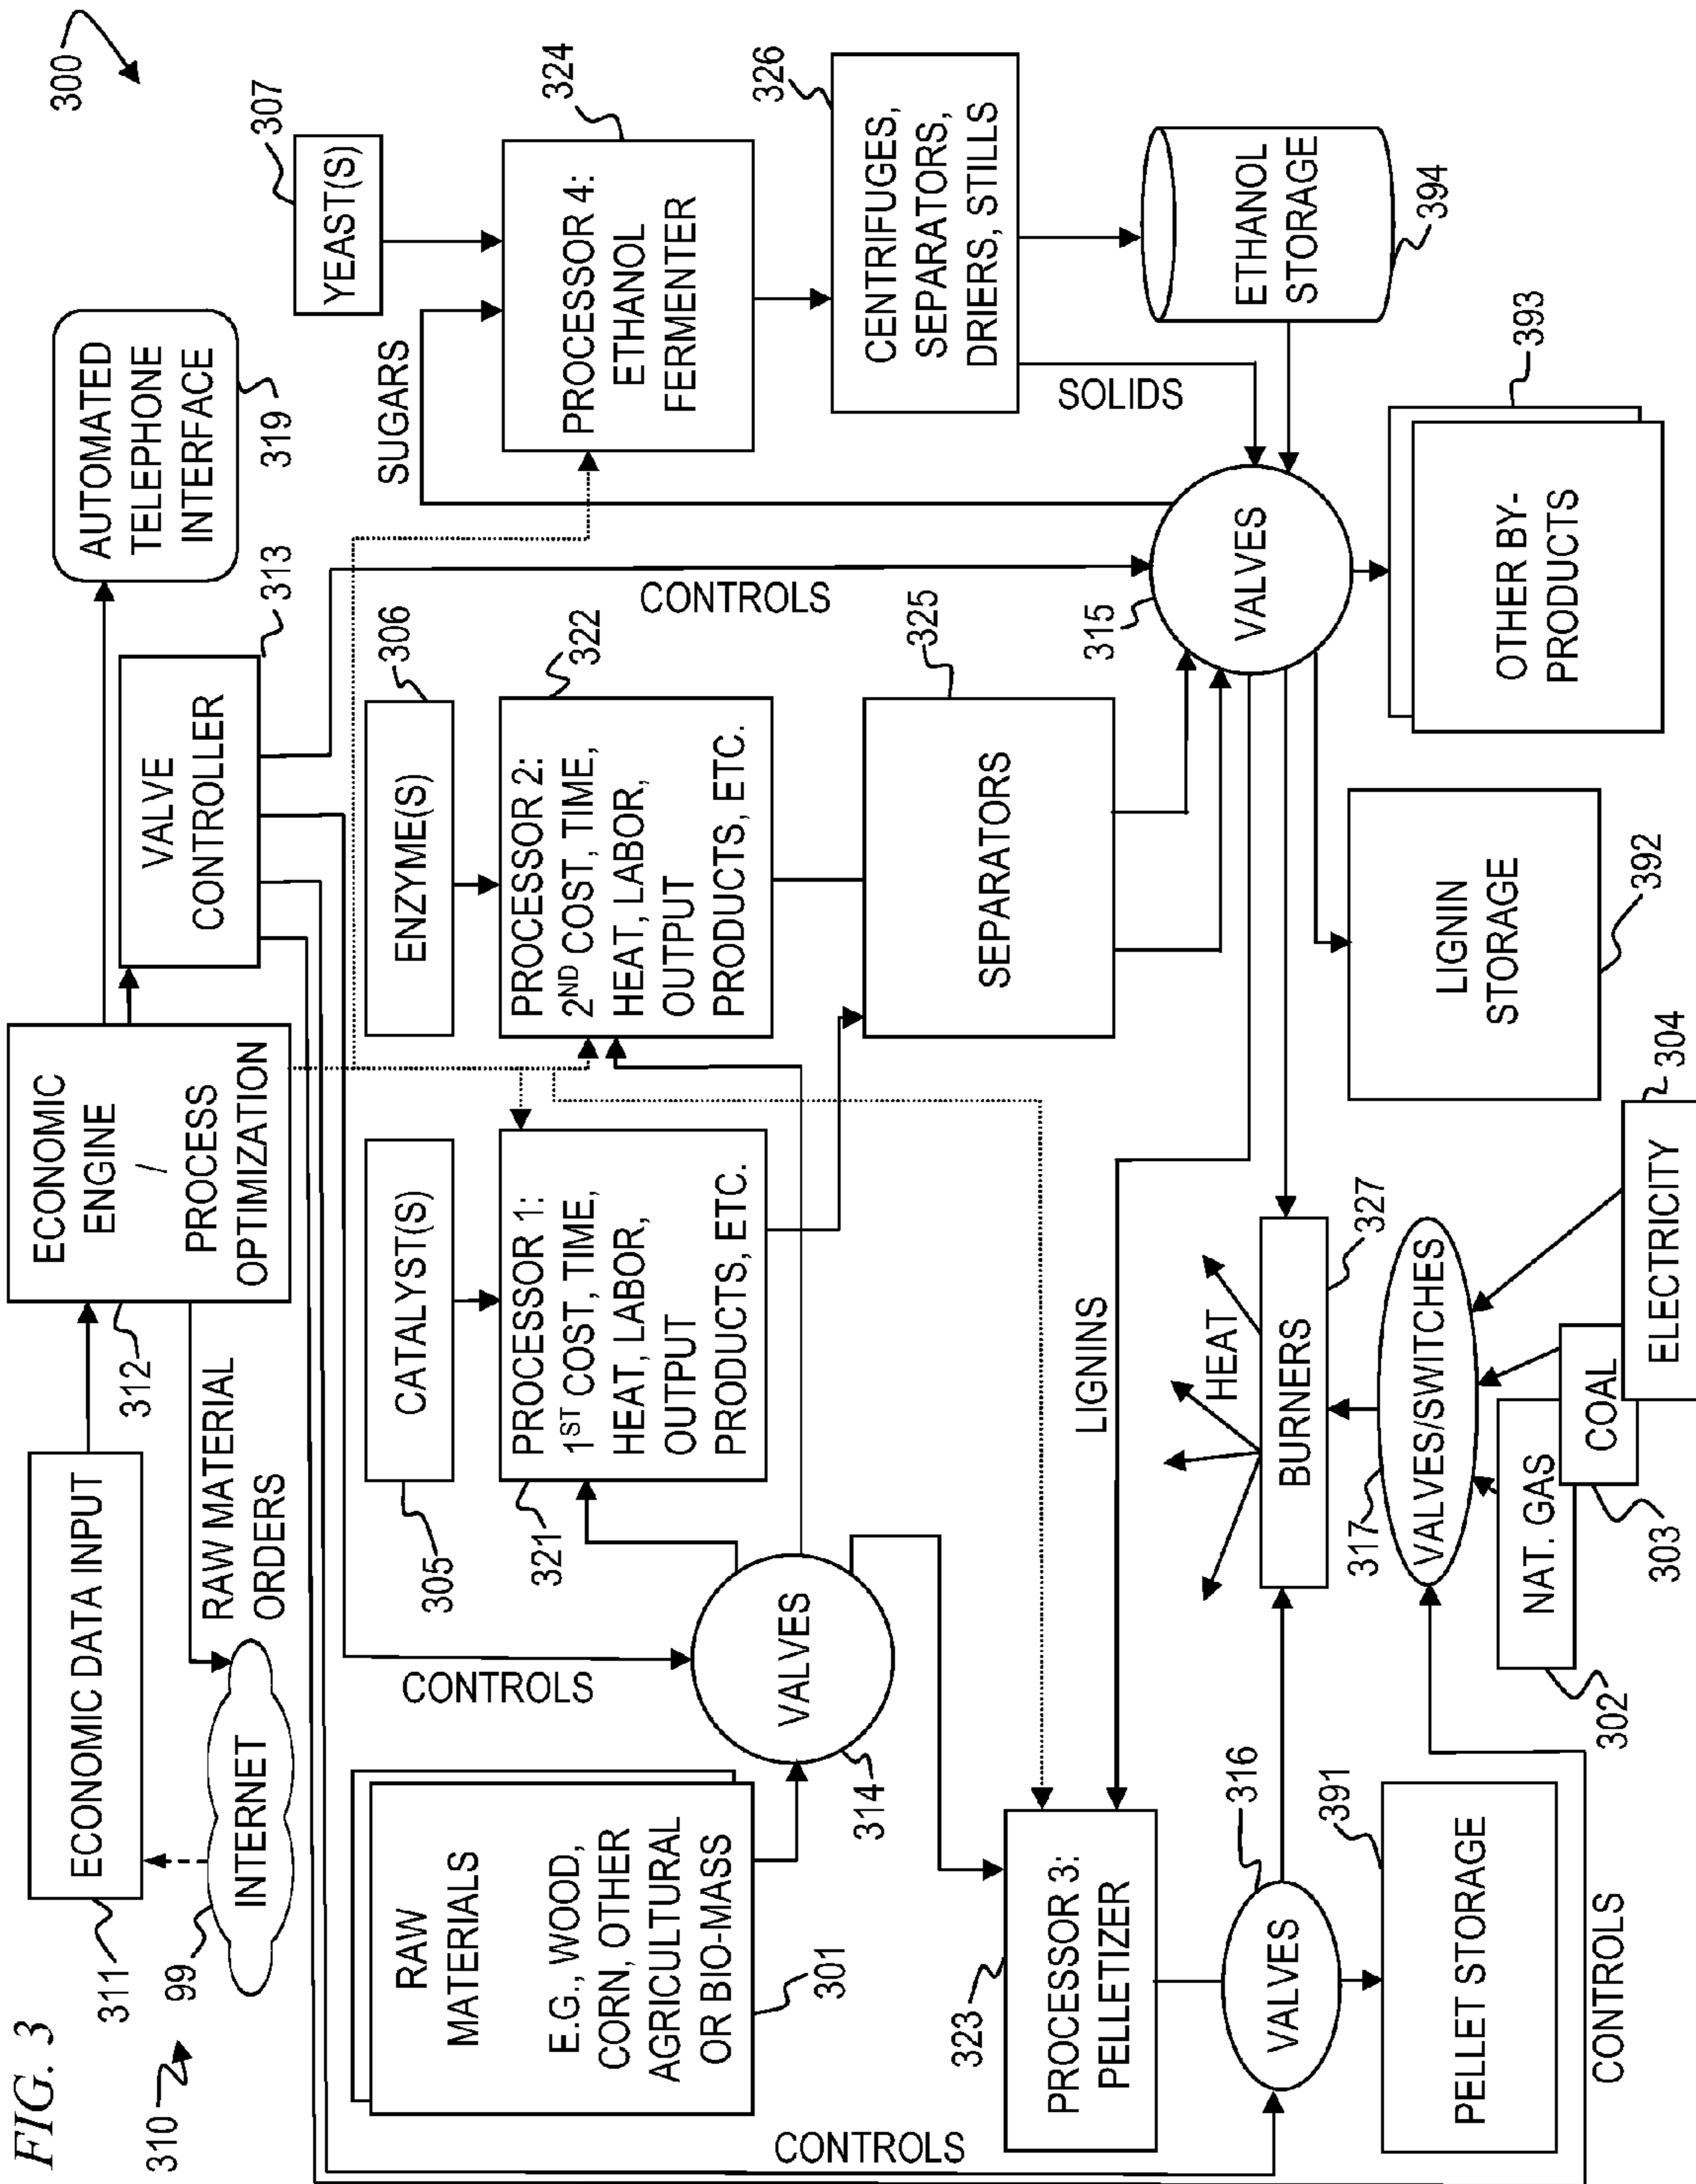 FIG. 3
300
310
311
ECONOMIC DATA INPUT
99
INTERNET
RAW MATERIAL
ORDERS
312
ECONOMIC
ENGINE
/
PROCESS
OPTIMIZATION
VALVE
CONTROLLER
313
AUTOMATED
TELEPHONE
INTERFACE
319
YEAST(S)
307
RAW
MATERIALS
E.G., WOOD,
CORN, OTHER
AGRICULTURAL
OR BIO-MASS
301
CONTROLS
VALVES
314
CATALYST(S)
305
PROCESSOR 1:
1ST COST, TIME,
HEAT, LABOR,
OUTPUT
PRODUCTS, ETC.
321
ENZYME(S)
306
PROCESSOR 2:
2ND COST, TIME,
HEAT, LABOR,
OUTPUT
PRODUCTS, ETC.
322
CONTROLS
SUGARS
PROCESSOR 4:
ETHANOL
FERMENTER
324
SEPARATORS
325
CENTRIFUGES,
SEPARATORS,
DRIERS, STILLS
326
SOLIDS
CONTROLS
323
PROCESSOR 3:
PELLETIZER
LIGNINS
315
VALVES
ETHANOL
STORAGE
394
VALVES
316
HEAT
BURNERS
327
LIGNIN
STORAGE
392
OTHER BY-
PRODUCTS
393
PELLET STORAGE
391
317
VALVES/SWITCHES
NAT. GAS
302
COAL
303
ELECTRICITY
304
CONTROLS